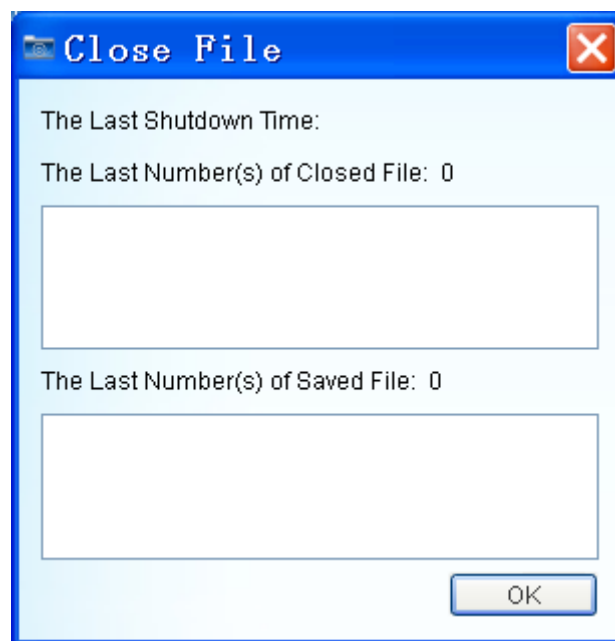 Close File
The Last Shutdown Time:
The Last Number(s) of Closed File: 0
The Last Number(s) of Saved File: 0
OK